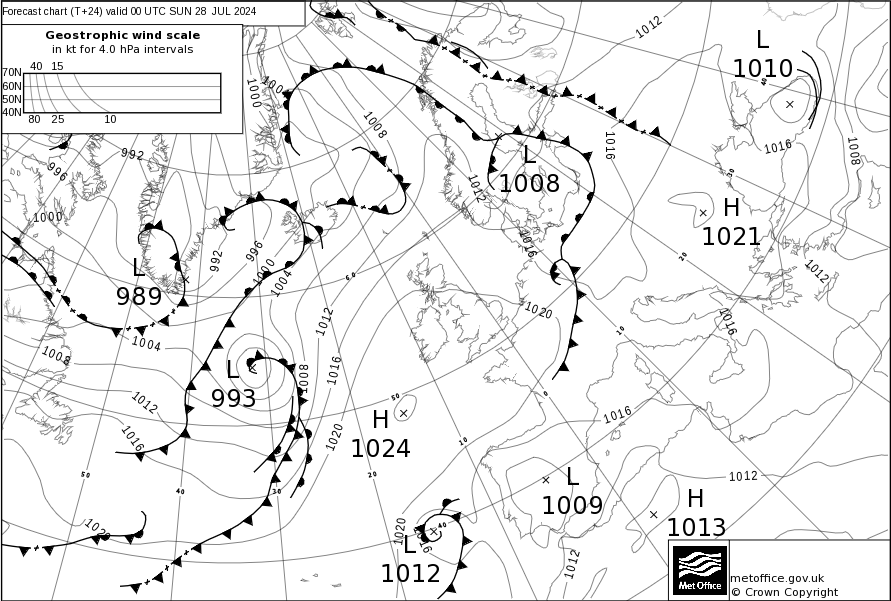 Forecast chart (T+24) valid 00 UTC SUN 28 JUL 2024
Geostrophic wind scale
in kt for 4.0 hPa intervals
40 15
70N
60N
50N
40N
80 25 10
1012
L
1010
40
1000
100
1008
992
996
1016
1016
1008
L
1008
1012
30
H
1021
1000
992
996
1000
1004
1016
20
1012
L
989
60
1020
1016
1012
10
1004
1008
L
993
1008
1016
0
1012
50
H
1024
1016
1016
1020
10
50
40
30
20
1012
L
1009
H
1013
1020
1020
40
1016
L
1012
1012
Met Office
metoffice.gov.uk
© Crown Copyright